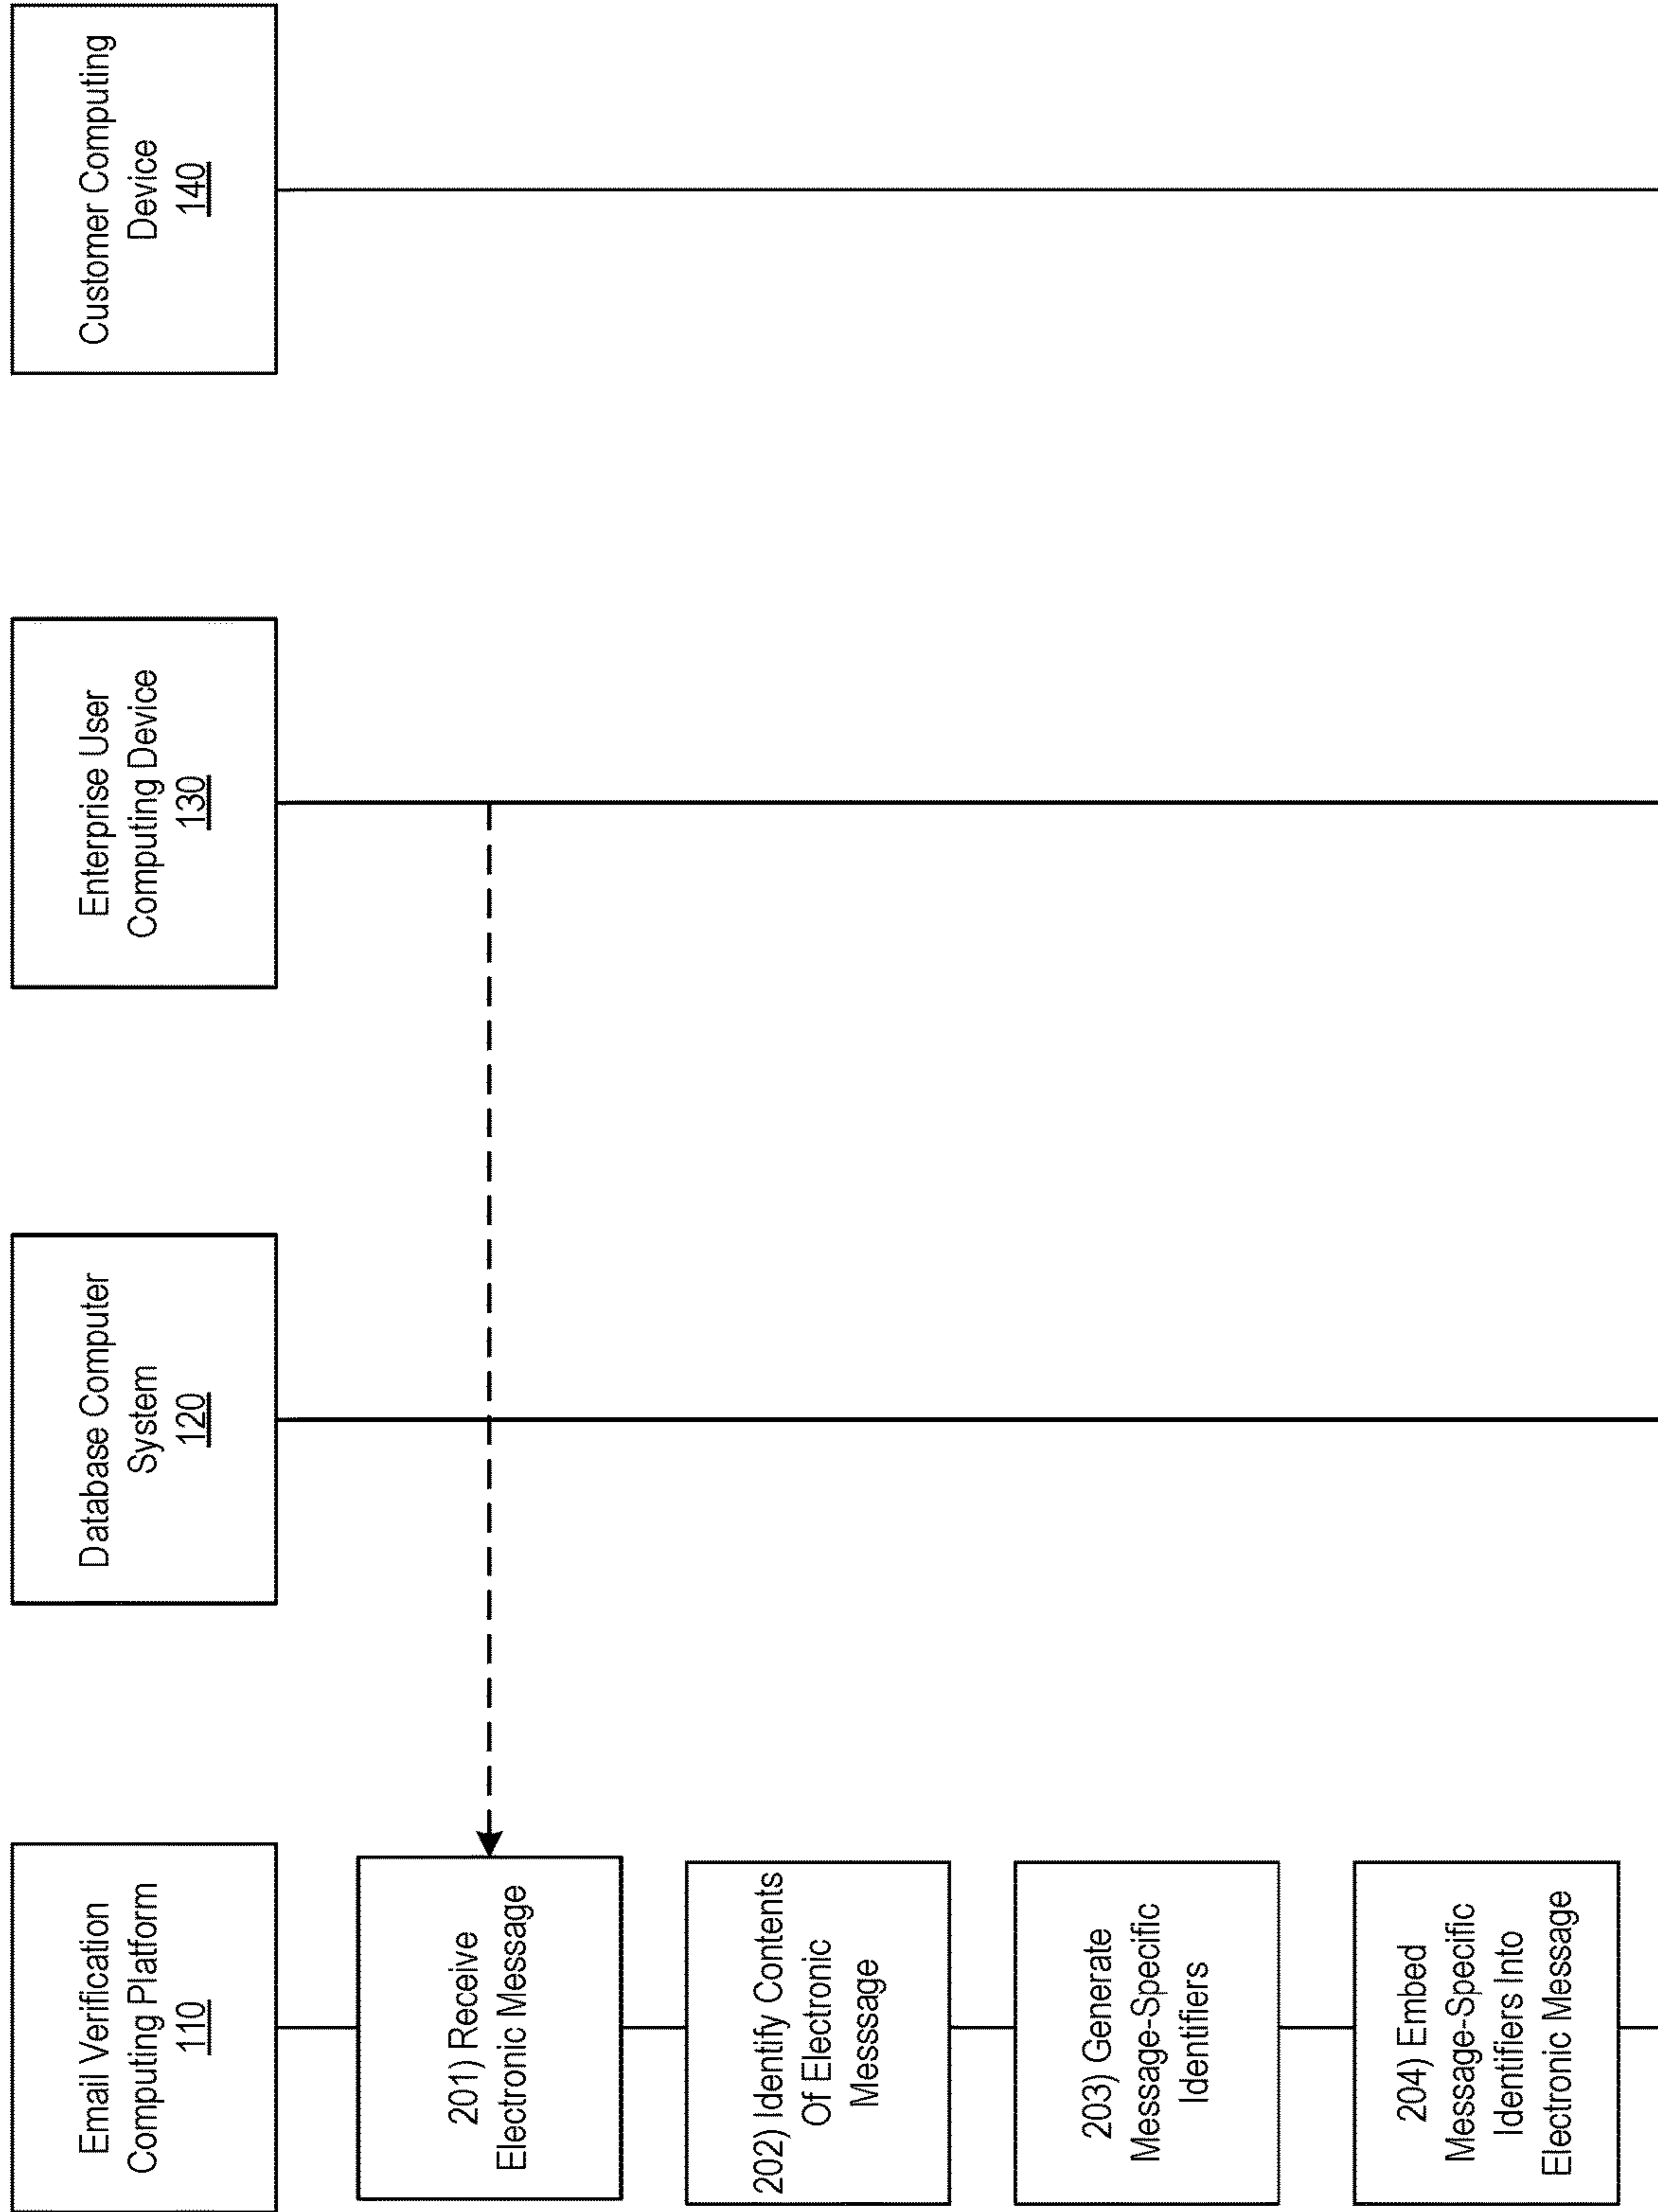 Email Verification
Computing Platform
110
Database Computer
System
120
Enterprise User
Computing Device
130
Customer Computing
Device
140
201) Receive
Electronic Message
202) Identify Contents
Of Electronic
Messsage
203) Generate
Message-Specific
Identifiers
204) Embed
Message-Specific
Identifiers Into
Electronic Message